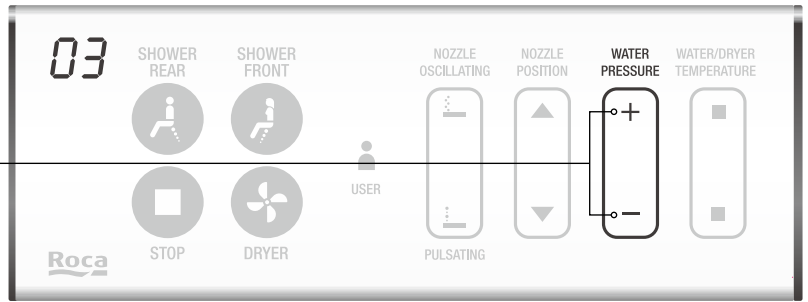 03
SHOWER
REAR
SHOWER
FRONT
NOZZLE
OSCILLATING
NOZZLE
POSITION
WATER
PRESSURE
WATER/DRYER
TEMPERATURE
+
USER
−
STOP
DRYER
PULSATING
Roca